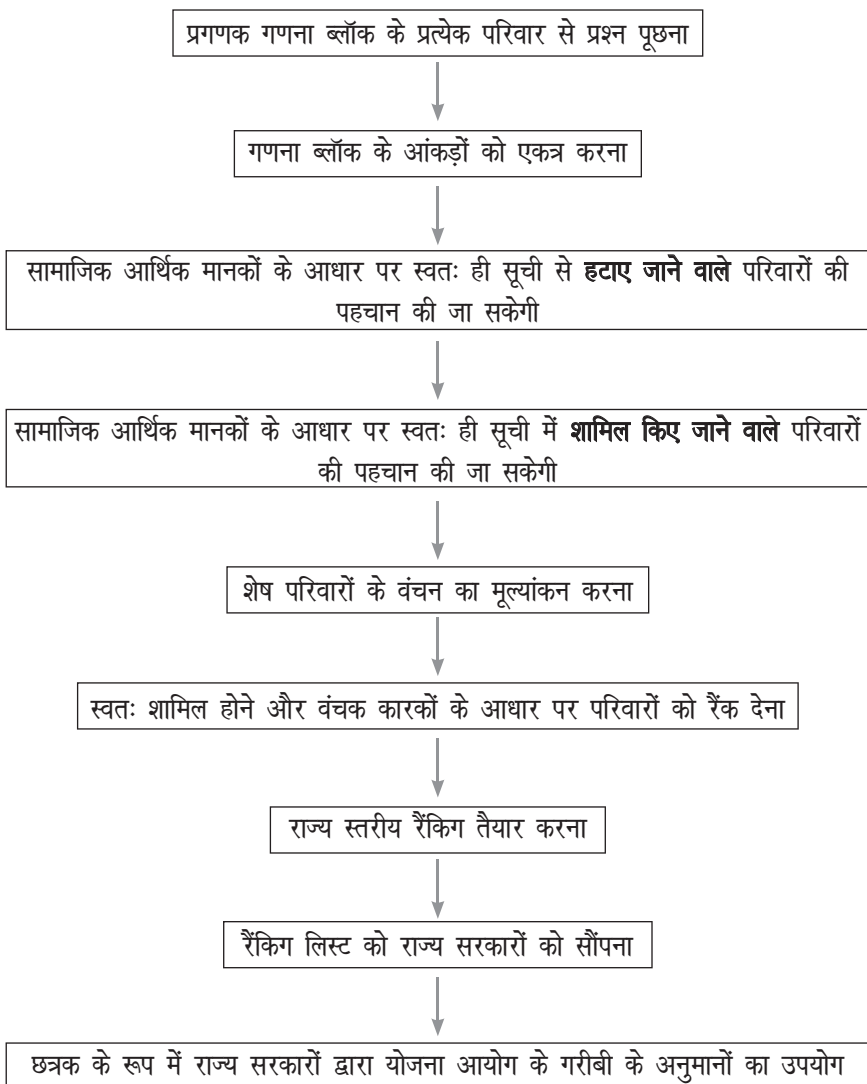 प्रगणक गणना ब्लॉक के प्रत्येक परिवार से प्रश्न पूछना
गणना ब्लॉक के आंकड़ों को एकत्र करना
सामाजिक आर्थिक मानकों के आधार पर स्वतः ही सूची से हटाए जाने वाले परिवारों की
पहचान की जा सकेगी
सामाजिक आर्थिक मानकों के आधार पर स्वतः ही सूची में शामिल किए जाने वाले परिवारों
की पहचान की जा सकेगी
शेष परिवारों के वंचन का मूल्यांकन करना
स्वतः शामिल होने और वंचक कारकों के आधार पर परिवारों को रैंक देना
राज्य स्तरीय रैंकिग तैयार करना
रैंकिग लिस्ट को राज्य सरकारों को सौंपना
छत्रक के रूप में राज्य सरकारों द्वारा योजना आयोग के गरीबी के अनुमानों का उपयोग